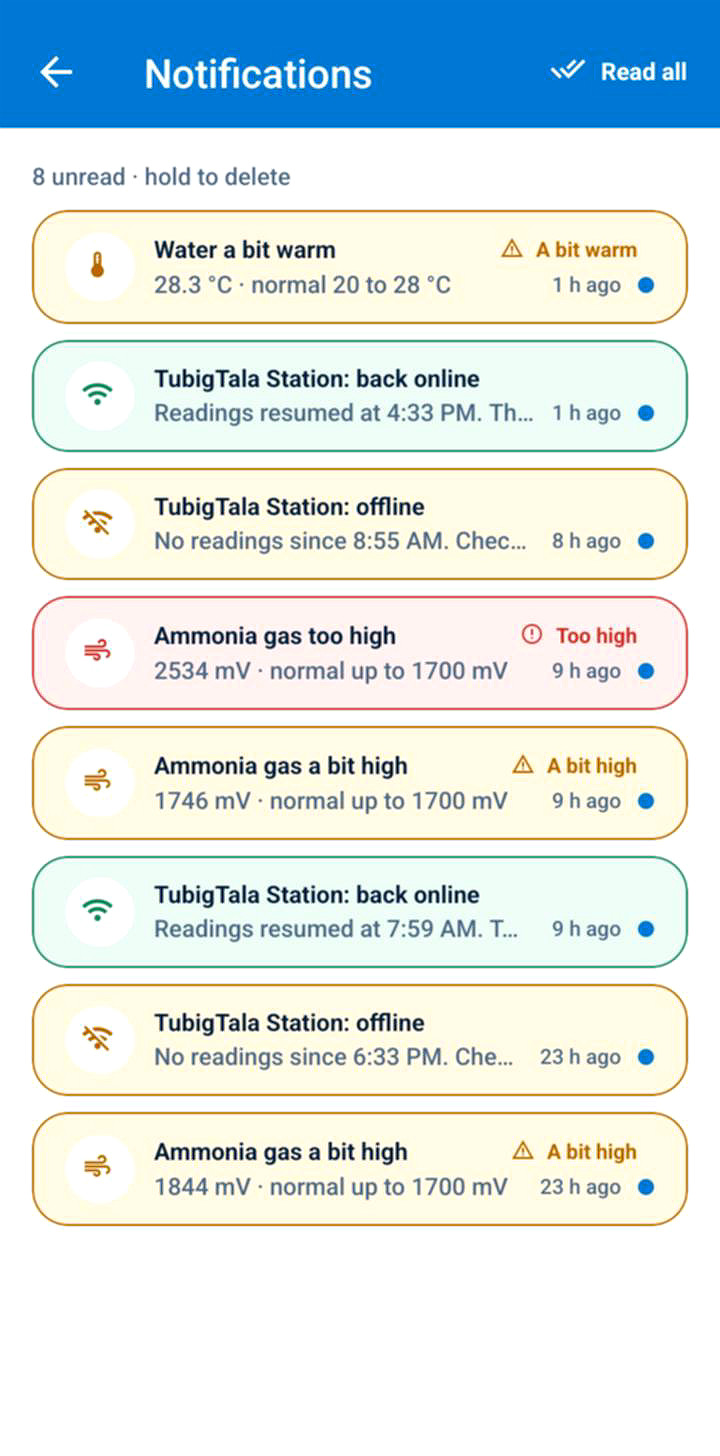 Notifications
Read all
8 unread · hold to delete
Water a bit warm
A bit warm
28.3 °C · normal 20 to 28 °C
1 h ago
TubigTala Station: back online
Readings resumed at 4:33 PM. Th...
1 h ago
TubigTala Station: offline
No readings since 8:55 AM. Chec...
8 h ago
Ammonia gas too high
Too high
2534 mV · normal up to 1700 mV
9 h ago
Ammonia gas a bit high
A bit high
1746 mV · normal up to 1700 mV
9 h ago
TubigTala Station: back online
Readings resumed at 7:59 AM. T...
9 h ago
TubigTala Station: offline
No readings since 6:33 PM. Che...
23 h ago
Ammonia gas a bit high
A bit high
1844 mV · normal up to 1700 mV
23 h ago